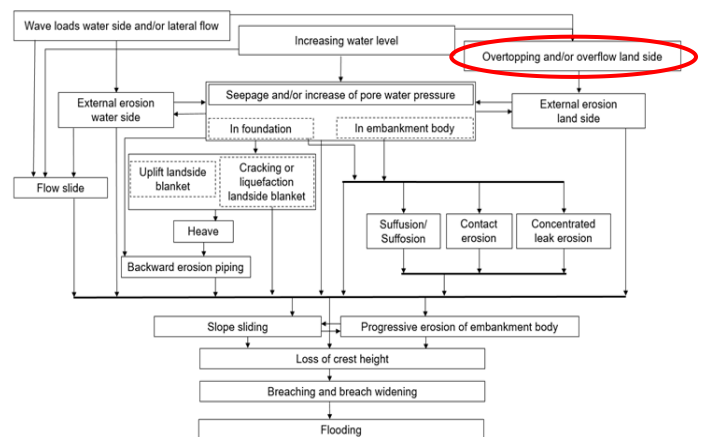 Wave loads water side and/or lateral flow
Increasing water level
Overtopping and/or overflow land side
Seepage and/or increase of pore water pressure
External erosion
water side
External erosion
land side
In foundation
In embankment body
Uplift landside
blanket
Cracking or
liquefaction
landside blanket
Flow slide
Suffusion/
Suffosion
Contact
erosion
Concentrated
leak erosion
Heave
Backward erosion piping
Slope sliding
Progressive erosion of embankment body
Loss of crest height
Breaching and breach widening
Flooding